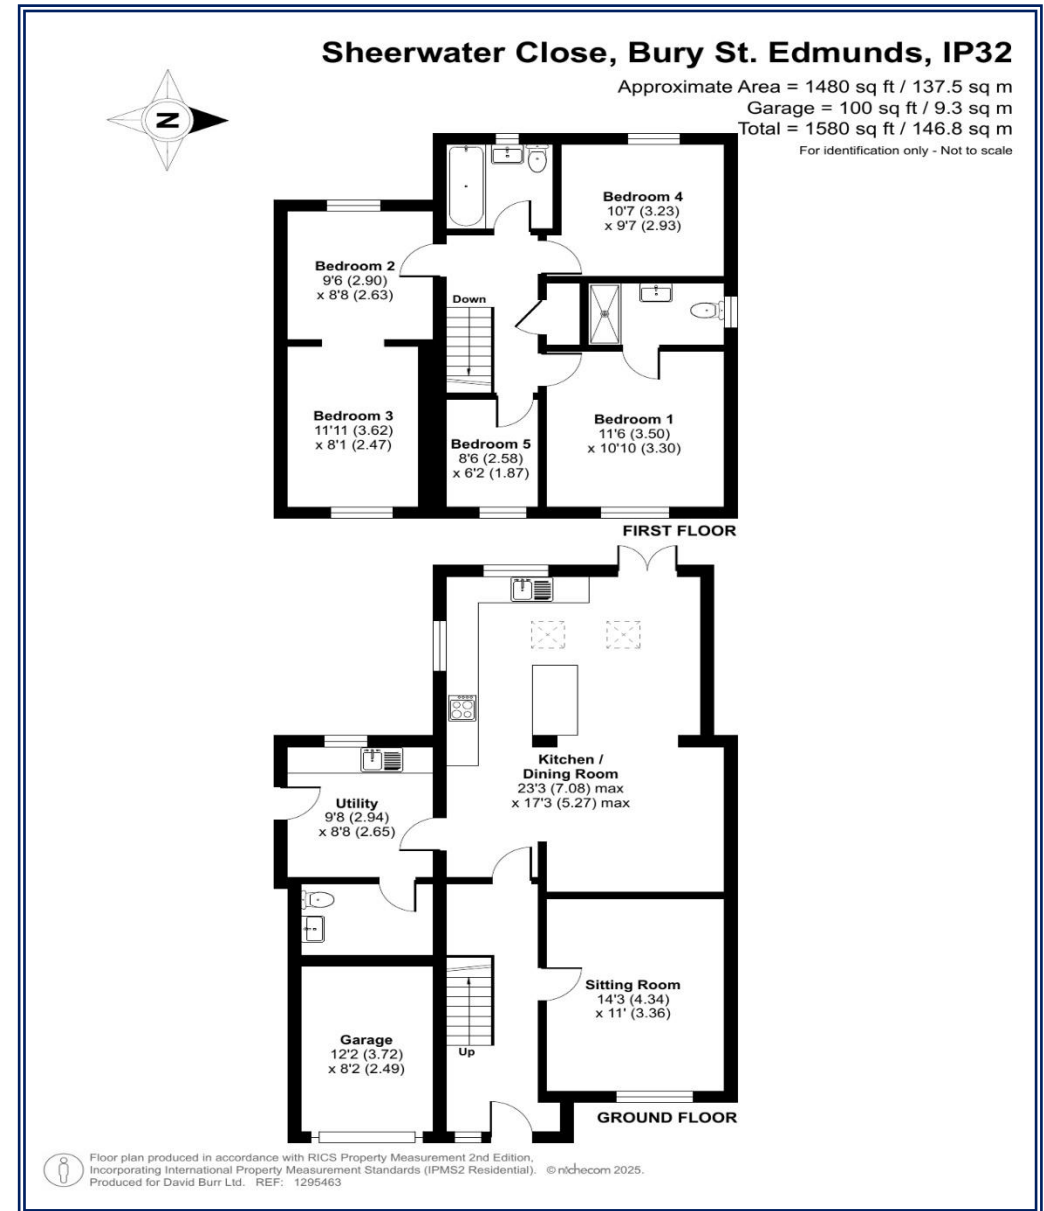 Sheerwater Close, Bury St. Edmunds, IP32
Approximate Area = 1480 sq ft / 137.5 sq m
Garage = 100 sq ft / 9.3 sq m
Total = 1580 sq ft / 146.8 sq m
For identification only - Not to scale
N
Bedroom 4
10'7 (3.23)
x 9'7 (2.93)
Bedroom 2
9'6 (2.90)
x 8'8 (2.63)
Down
Bedroom 3
11'11 (3.62)
x 8'1 (2.47)
Bedroom 1
11'6 (3.50)
x 10'10 (3.30)
Bedroom 5
8'6 (2.58)
x 6'2 (1.87)
FIRST FLOOR
Kitchen /
Dining Room
23'3 (7.08) max
x 17'3 (5.27) max
Utility
9'8 (2.94)
x 8'8 (2.65)
Sitting Room
14'3 (4.34)
x 11' (3.36)
Garage
12'2 (3.72)
x 8'2 (2.49)
Up
GROUND FLOOR
Floor plan produced in accordance with RICS Property Measurement 2nd Edition,
Incorporating International Property Measurement Standards (IPMS2 Residential). © nichecom 2025.
Produced for David Burr Ltd. REF: 1295463